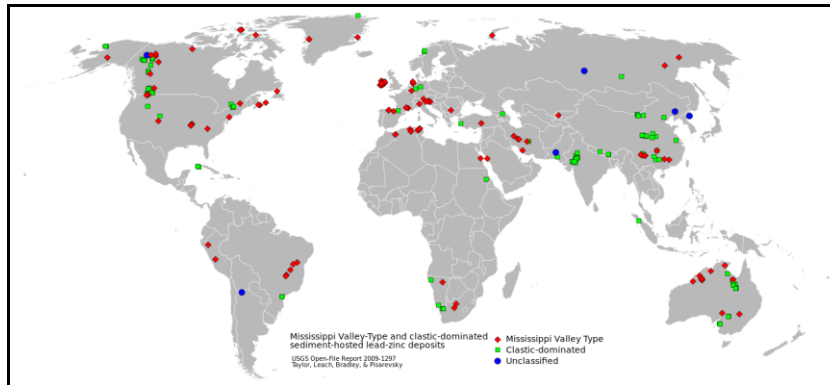 Mississippi Valley-Type and clastic-dominated
sediment-hosted lead-zinc deposits
USGS Open-File Report 2009-1297
Taylor, Leach, Bradley, & Pisarevsky
Mississippi Valley Type
Clastic-dominated
Unclassified